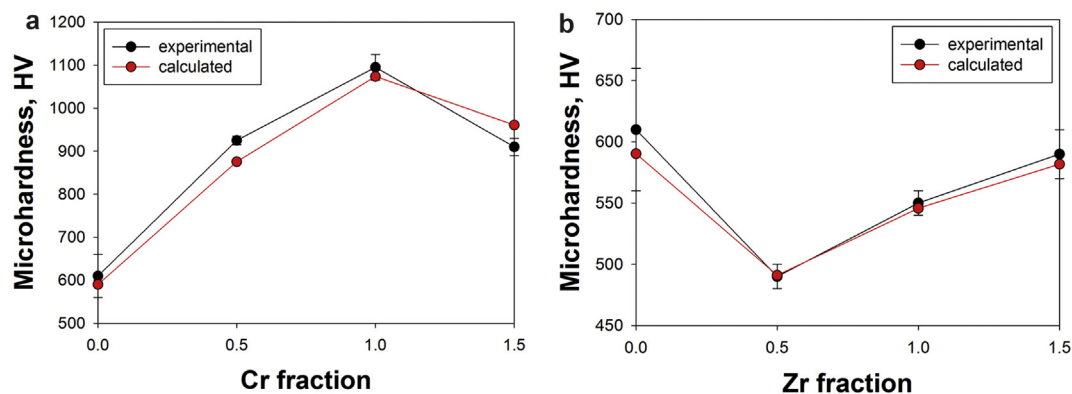 a
experimental
calculated
Microhardness, HV
1200
1100
1000
900
800
700
600
500
0.0 0.5 1.0 1.5
Cr fraction
b
experimental
calculated
Microhardness, HV
700
650
600
550
500
450
0.0 0.5 1.0 1.5
Zr fraction